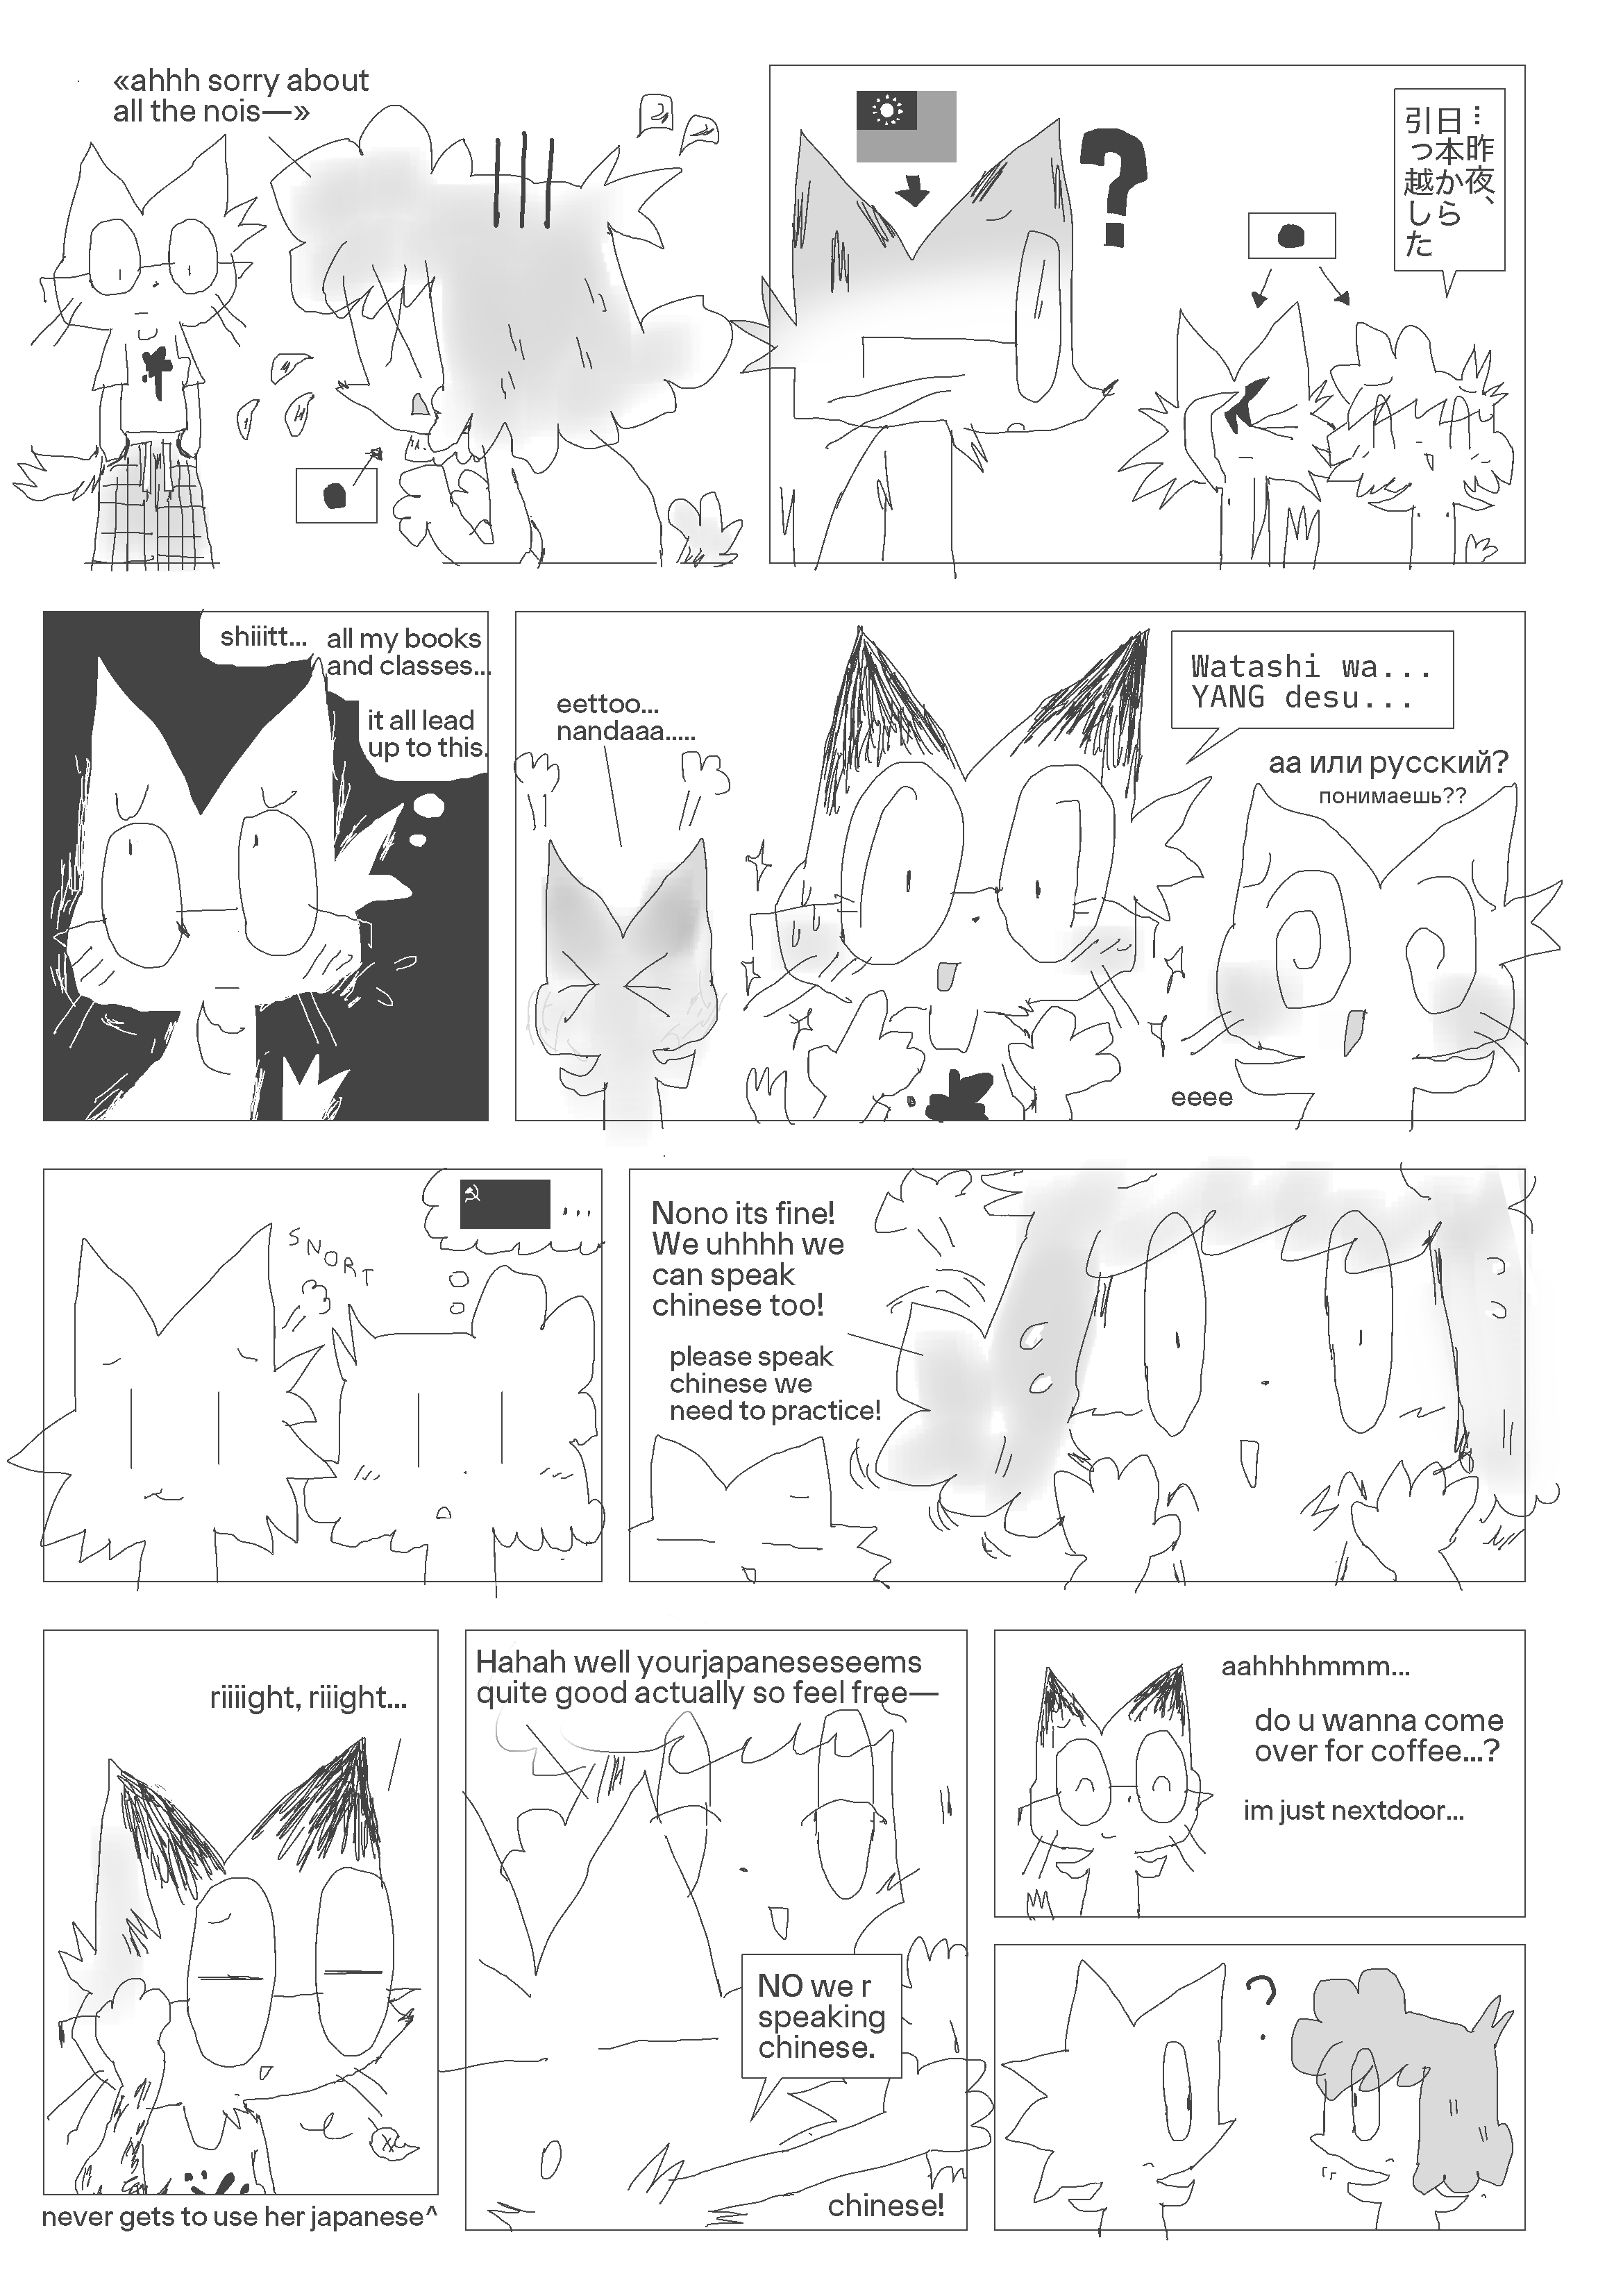 «ahhh sorry about
all the nois—»
…昨夜、
日本から
引っ越した
shiiitt...
all my books
and classes...
it all lead
up to this.
eettoo...
nandaaa.....
Watashi wa...
YANG desu...
аа или русский?
понимаешь??
eeee
SNORT
...
Nono its fine!
We uhhhh we
can speak
chinese too!
please speak
chinese we
need to practice!
riiiight, riiight...
never gets to use her japanese^
Hahah well yourjapaneseseems
quite good actually so feel free—
NO we r
speaking
chinese.
chinese!
aahhhhmmm...
do u wanna come
over for coffee...?
im just nextdoor...
?